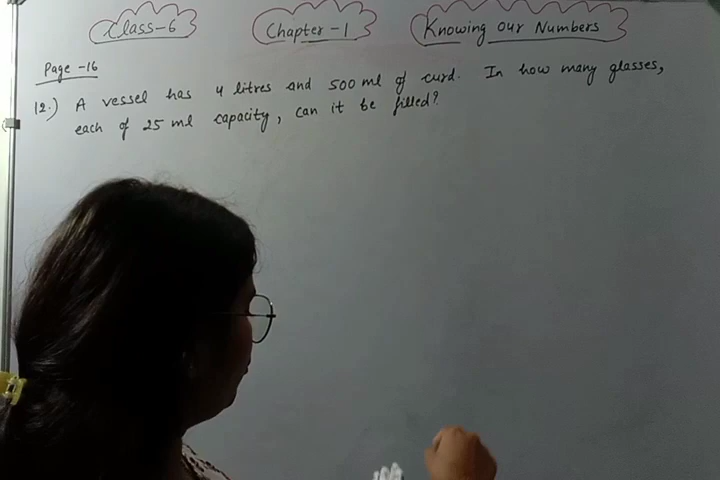 Class-6 Chapter-1 Knowing Our Numbers
Page -16
12.) A vessel has 4 litres and 500 ml of curd. In how many glasses,
each of 25 ml capacity, can it be filled?